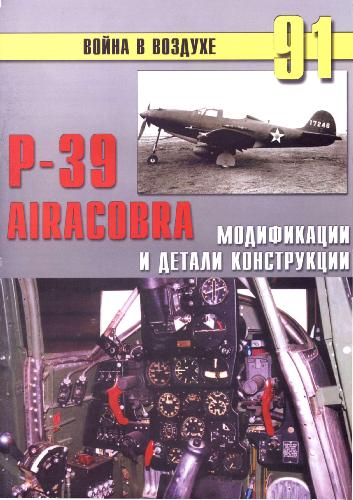 ВОЙНА В ВОЗДУХЕ
91
17246
P-39
AIRACOBRA
МОДИФИКАЦИИ
И ДЕТАЛИ КОНСТРУКЦИИ